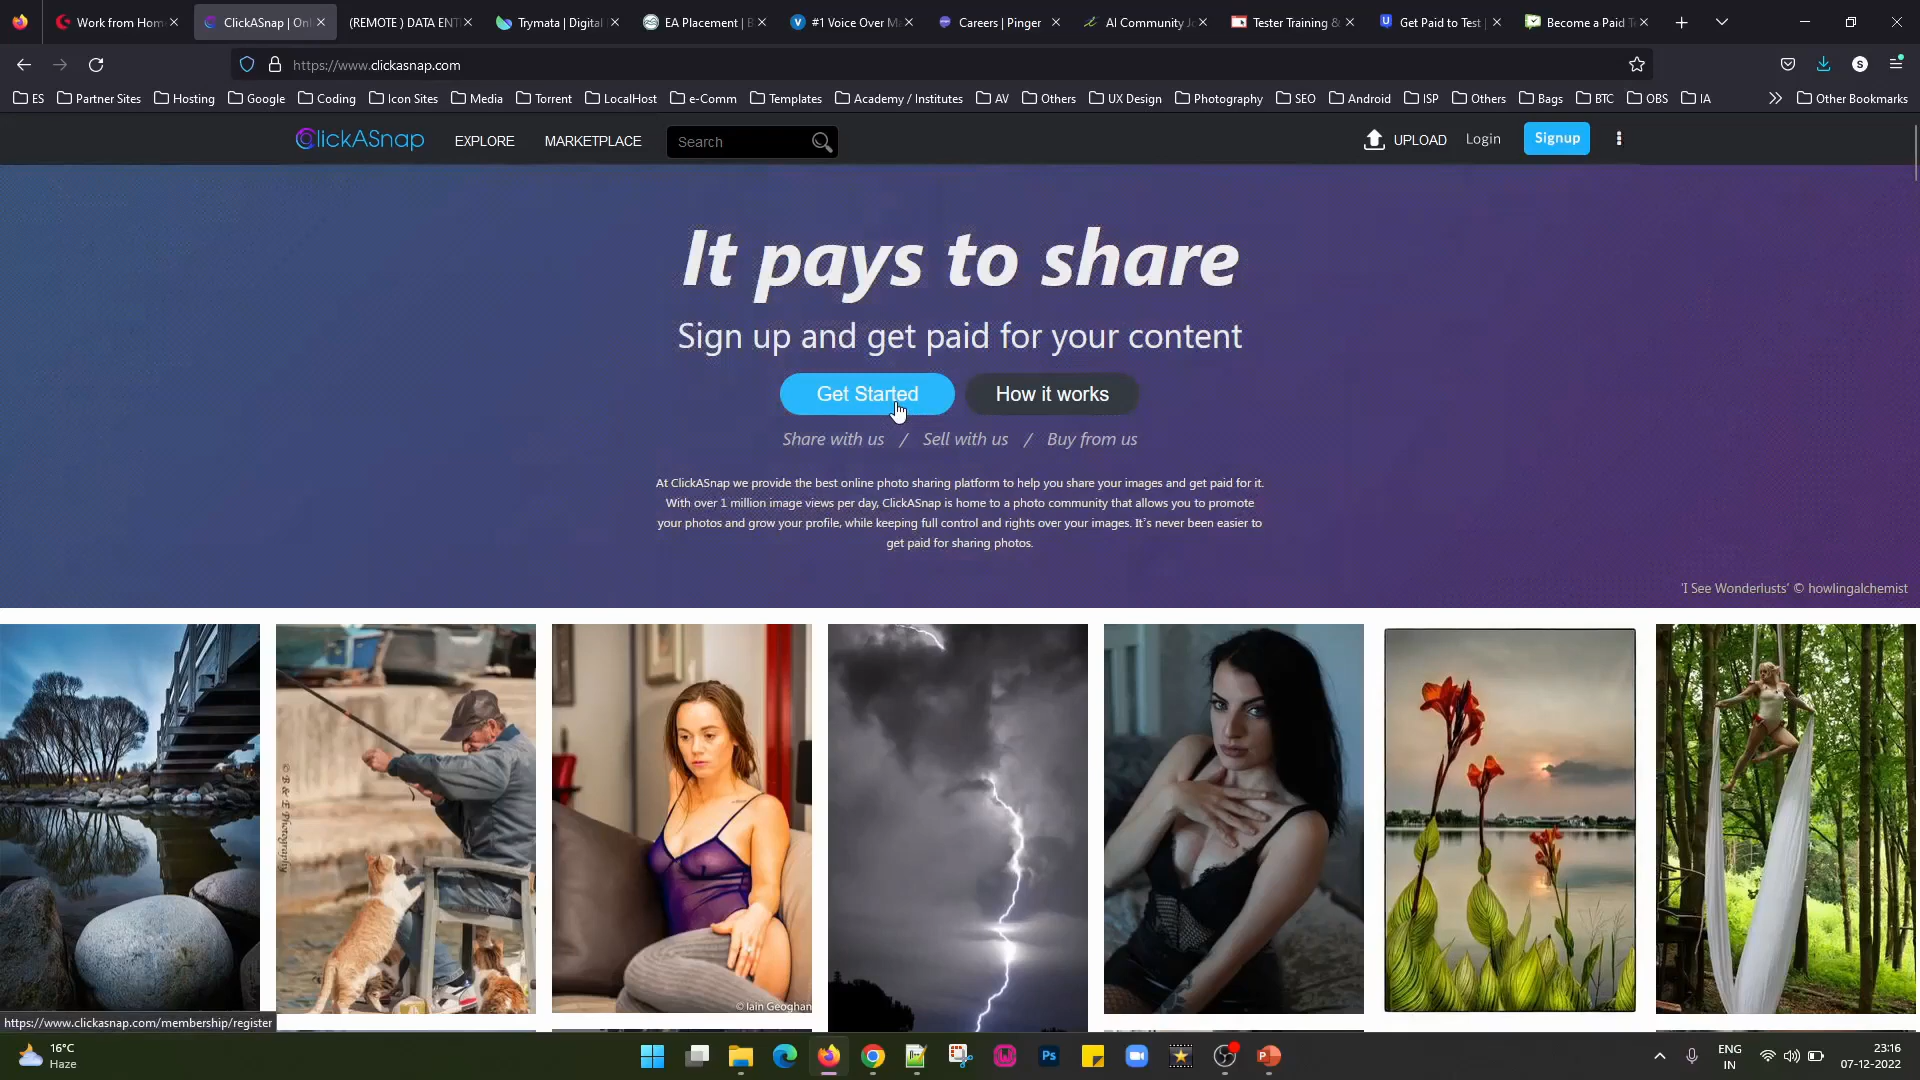 Work from Hom
ClickASnap | Onl
(REMOTE ) DATA ENT
Trymata | Digital
EA Placement | B
#1 Voice Over Ma
Careers | Pinger
AI Community Jo
Tester Training &
Get Paid to Test |
Become a Paid Te
https://www.clickasnap.com
ES
Partner Sites
Hosting
Google
Coding
Icon Sites
Media
Torrent
LocalHost
e-Comm
Templates
Academy / Institutes
AV
Others
UX Design
Photography
SEO
Android
ISP
Others
Bags
BTC
OBS
IA
Other Bookmarks
ClickASnap
EXPLORE
MARKETPLACE
Search
UPLOAD
Login
Signup
It pays to share
Sign up and get paid for your content
Get Started
How it works
Share with us / Sell with us / Buy from us
At ClickASnap we provide the best online photo sharing platform to help you share your images and get paid for it.
With over 1 million image views per day, ClickASnap is home to a photo community that allows you to promote
your photos and grow your profile, while keeping full control and rights over your images. It's never been easier to
get paid for sharing photos.
'I See Wonderlusts' © howlingalchemist
© B & E Photography
© Iain Geoghan
https://www.clickasnap.com/membership/register
16°C
Haze
Ps
ENG
IN
23:16
07-12-2022